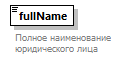 fullName
Полное наименование
юридического лица